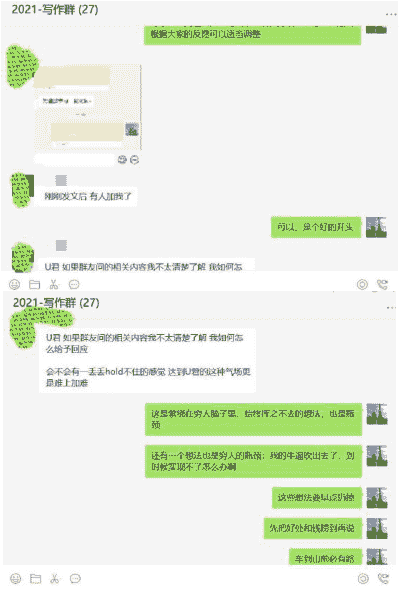 2021-写作群 (27)
根据大家的反馈可以适当调整
刚刚发文后 有人加我了
可以，是个好的开头
U君 如果群友问的相关内容我不太清楚了解 我如何怎
2021-写作群 (27)
U君 如果群友问的相关内容我不太清楚了解 我如何怎
么给予回应
会不会有一丢丢hold不住的感觉 达到U君的这种气场更
是难上加难
这是萦绕在穷人脑子里，始终挥之不去的想法，也是瓶
颈
还有一个想法也是穷人的瓶颈：我的牛逼吹出去了，到
时候实现不了怎么办啊
这些想法要早点扔掉
先把好处和钱捞到再说
车到山前必有路